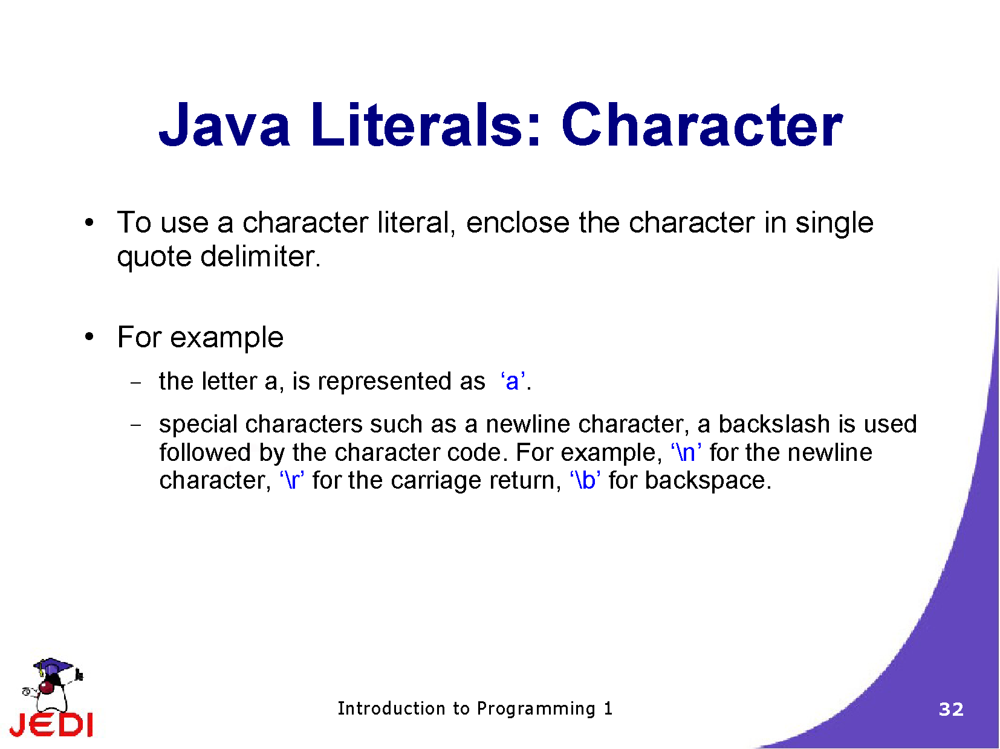 Java Literals: Character
• To use a character literal, enclose the character in single
quote delimiter.
• For example
– the letter a, is represented as ‘a’.
– special characters such as a newline character, a backslash is used
followed by the character code. For example, ‘\n’ for the newline
character, ‘\r’ for the carriage return, ‘\b’ for backspace.
JEDI
Introduction to Programming 1
32